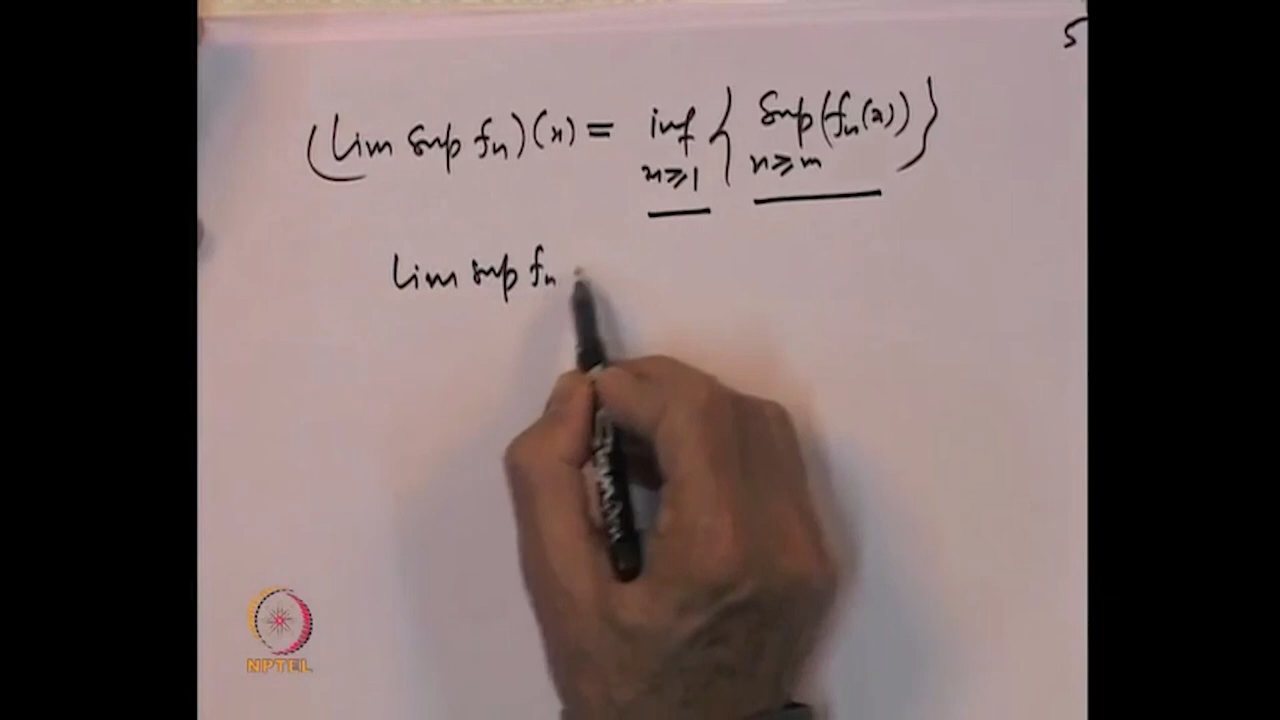 5
(lim sup fn)(x) = inf { sup (fn(x)) }
m≥1 n≥m
lim sup fn
NPTEL